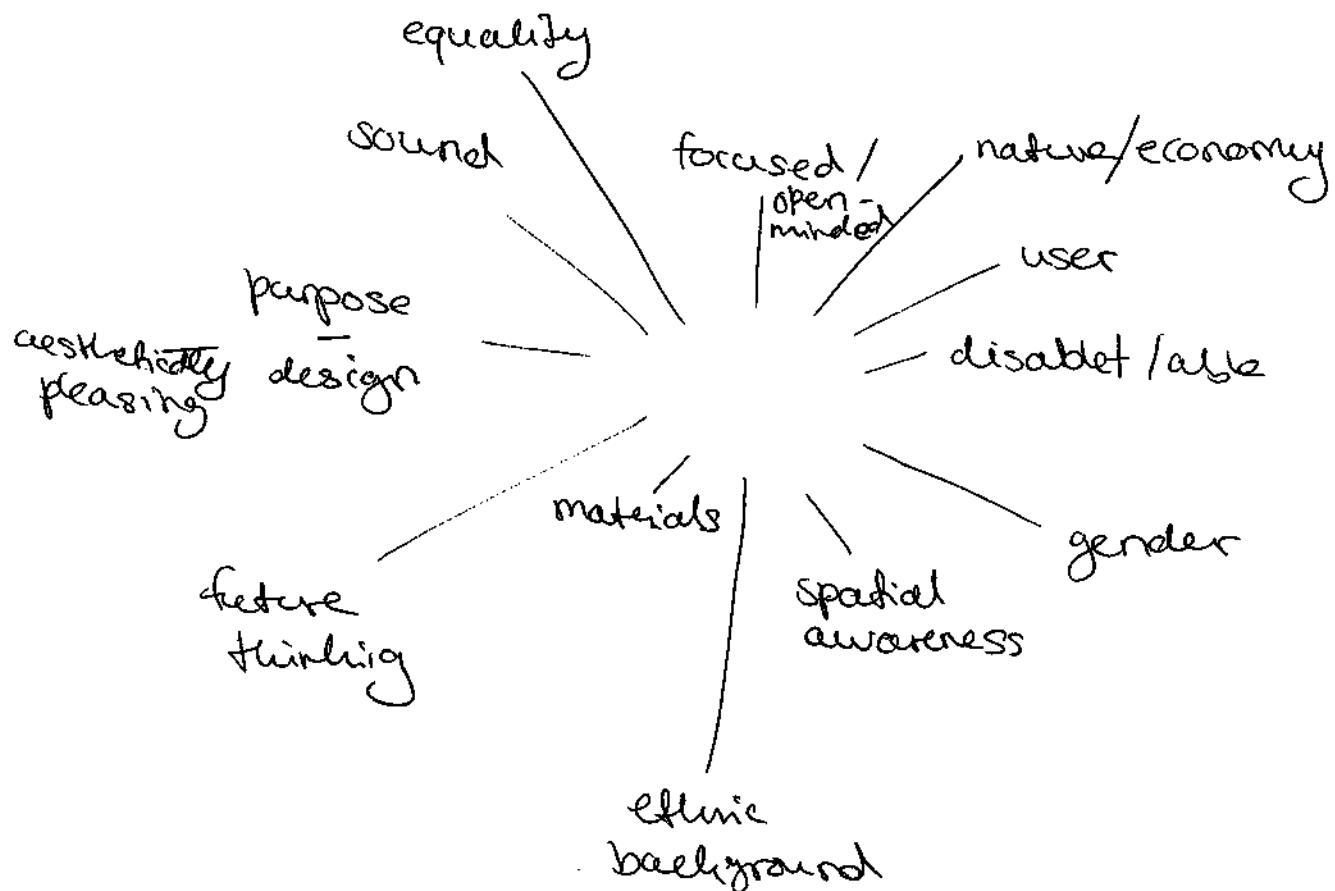 equality
sound
focused /
open-
minded
nature/economy
user
disablet / able
purpose
–
design
aesthetically
pleasing
materials
gender
spatial
awareness
future
thinkig
ethnic
background